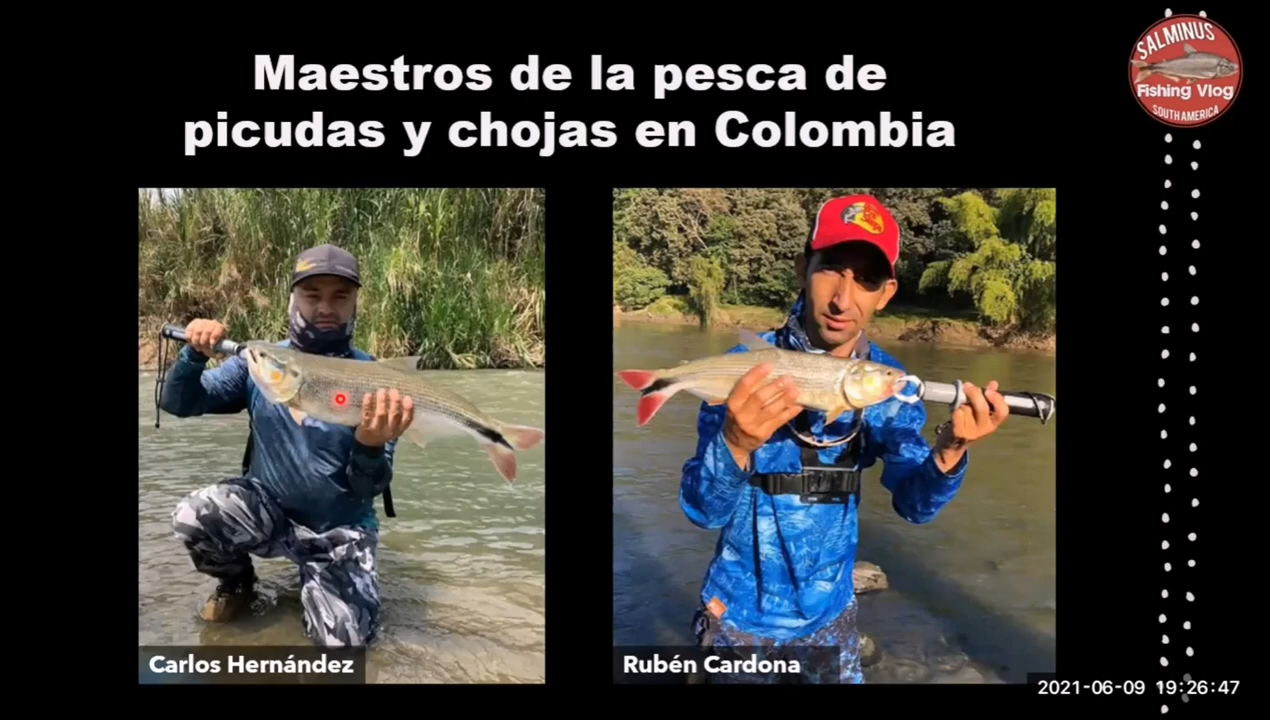 Maestros de la pesca de
picudas y chojas en Colombia
SALMINUS
Fishing Vlog
SOUTH AMERICA
Carlos Hernández
Rubén Cardona
2021-06-09 19:26:47